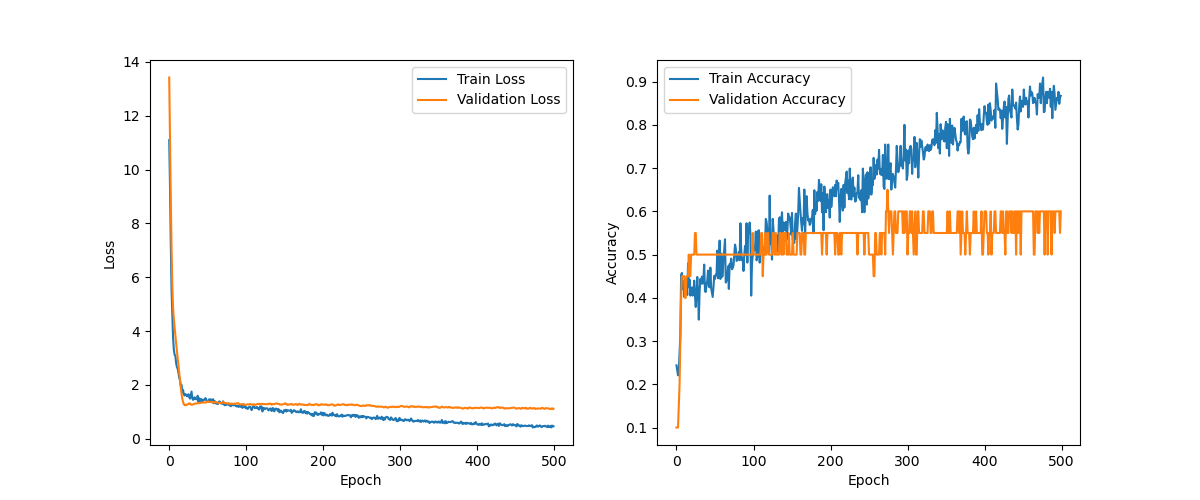 14
12
10
8
6
4
2
0
0 100 200 300 400 500
Loss
Epoch
Train Loss
Validation Loss
0.9
0.8
0.7
0.6
0.5
0.4
0.3
0.2
0.1
0 100 200 300 400 500
Accuracy
Epoch
Train Accuracy
Validation Accuracy